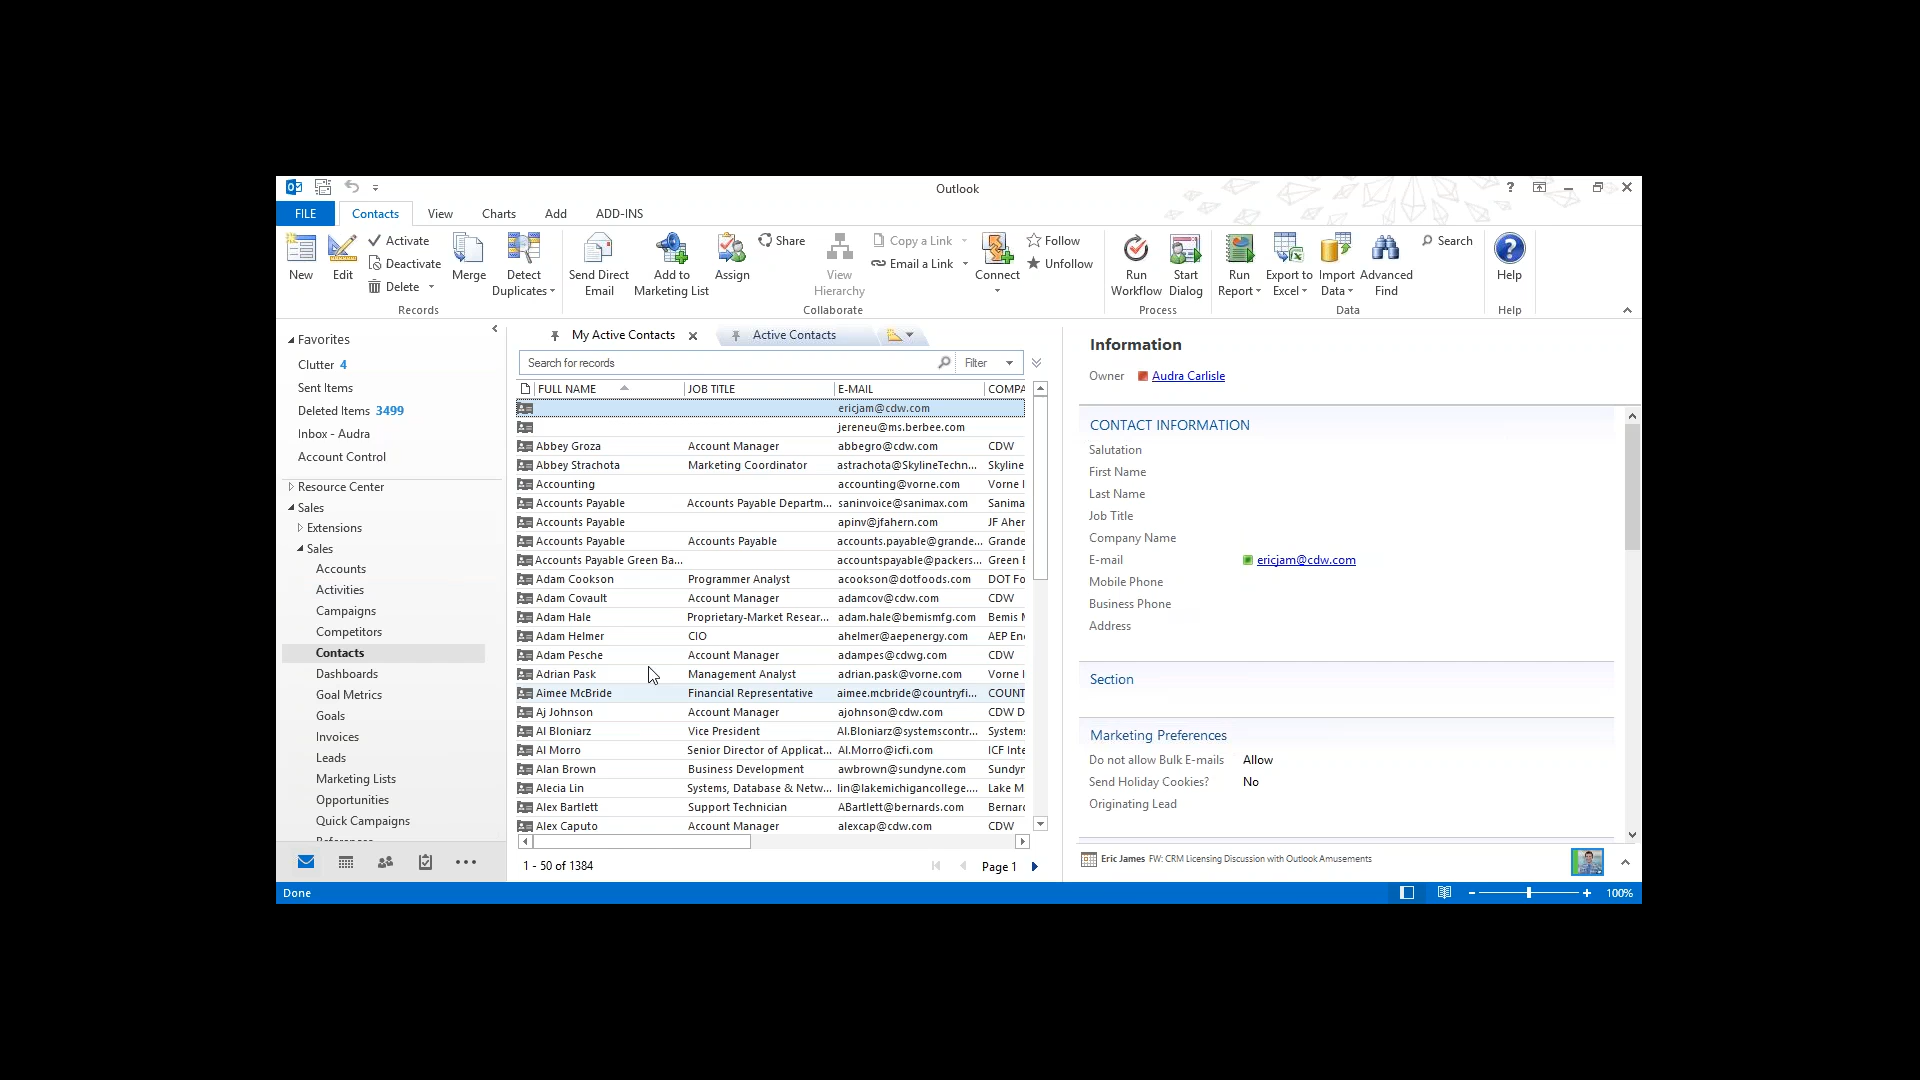 Outlook
?
FILE Contacts View Charts Add ADD-INS
New
Edit
Activate
Deactivate
Delete
Merge
Detect
Duplicates
Records
Send Direct
Email
Add to
Marketing List
Assign
Share
View
Hierarchy
Copy a Link
Email a Link
Connect
Follow
Unfollow
Collaborate
Run
Workflow
Start
Dialog
Process
Run
Report
Export to
Excel
Import
Data
Advanced
Find
Search
Data
Help
Help
Favorites
Clutter 4
Sent Items
Deleted Items 3499
Inbox - Audra
Account Control
Resource Center
Sales
Extensions
Sales
Accounts
Activities
Campaigns
Competitors
Contacts
Dashboards
Goal Metrics
Goals
Invoices
Leads
Marketing Lists
Opportunities
Quick Campaigns
My Active Contacts Active Contacts
Search for records Filter
FULL NAME JOB TITLE E-MAIL COMPA
ericjam@cdw.com
jereneu@ms.berbee.com
Abbey Groza Account Manager abbegro@cdw.com CDW
Abbey Strachota Marketing Coordinator astrachota@SkylineTechn... Skyline
Accounting accounting@vorne.com Vorne I
Accounts Payable Accounts Payable Departm... saninvoice@sanimax.com Sanima
Accounts Payable apinv@jfahern.com JF Aher
Accounts Payable Accounts Payable accounts.payable@grande... Grande
Accounts Payable Green Ba... accountspayable@packers... Green B
Adam Cookson Programmer Analyst acookson@dotfoods.com DOT Fo
Adam Covault Account Manager adamcov@cdw.com CDW
Adam Hale Proprietary-Market Resear... adam.hale@bemismfg.com Bemis M
Adam Helmer CIO ahelmer@aepenergy.com AEP En
Adam Pesche Account Manager adampes@cdwg.com CDW
Adrian Pask Management Analyst adrian.pask@vorne.com Vorne I
Aimee McBride Financial Representative aimee.mcbride@countryfi... COUNT
Aj Johnson Account Manager ajohnson@cdw.com CDW D
Al Bloniarz Vice President Al.Bloniarz@systemscontr... Systems
Al Morro Senior Director of Applicat... Al.Morro@icfi.com ICF Inte
Alan Brown Business Development awbrown@sundyne.com Sundyn
Alecia Lin Systems, Database & Netw... lin@lakemichigancollege.... Lake M
Alex Bartlett Support Technician ABartlett@bernards.com Bernard
Alex Caputo Account Manager alexcap@cdw.com CDW
1 - 50 of 1384 Page 1
Information
Owner Audra Carlisle
CONTACT INFORMATION
Salutation
First Name
Last Name
Job Title
Company Name
E-mail ericjam@cdw.com
Mobile Phone
Business Phone
Address
Section
Marketing Preferences
Do not allow Bulk E-mails Allow
Send Holiday Cookies? No
Originating Lead
Eric James FW: CRM Licensing Discussion with Outlook Amusements
Done 100%